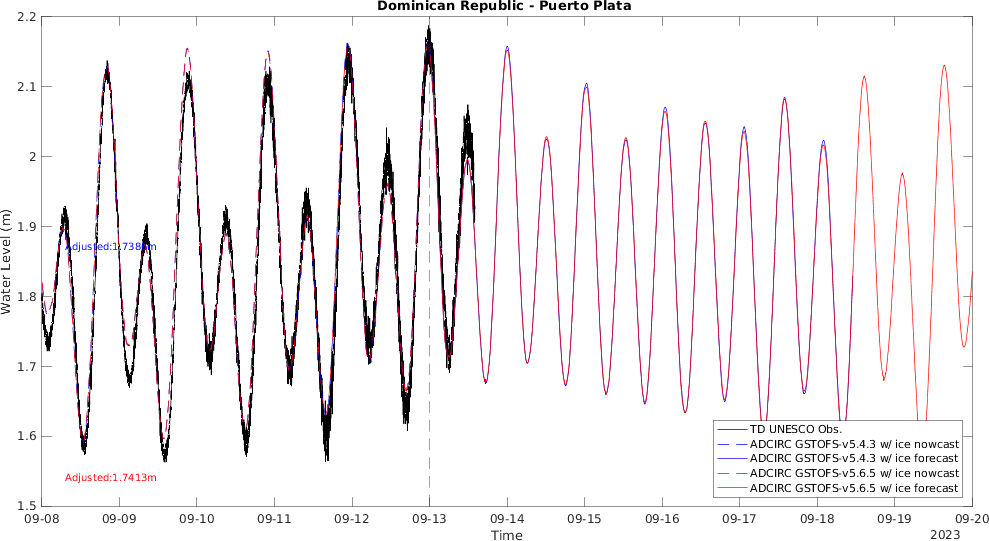 Dominican Republic - Puerto Plata
Water Level (m)
2.2
2.1
2
1.9
1.8
1.7
1.6
1.5
Adjusted:1.738 m
Adjusted:1.7413m
TD UNESCO Obs.
ADCIRC GSTOFS-v5.4.3 w/ ice nowcast
ADCIRC GSTOFS-v5.4.3 w/ ice forecast
ADCIRC GSTOFS-v5.6.5 w/ ice nowcast
ADCIRC GSTOFS-v5.6.5 w/ ice forecast
09-08 09-09 09-10 09-11 09-12 09-13 09-14 09-15 09-16 09-17 09-18 09-19 09-20
Time
2023